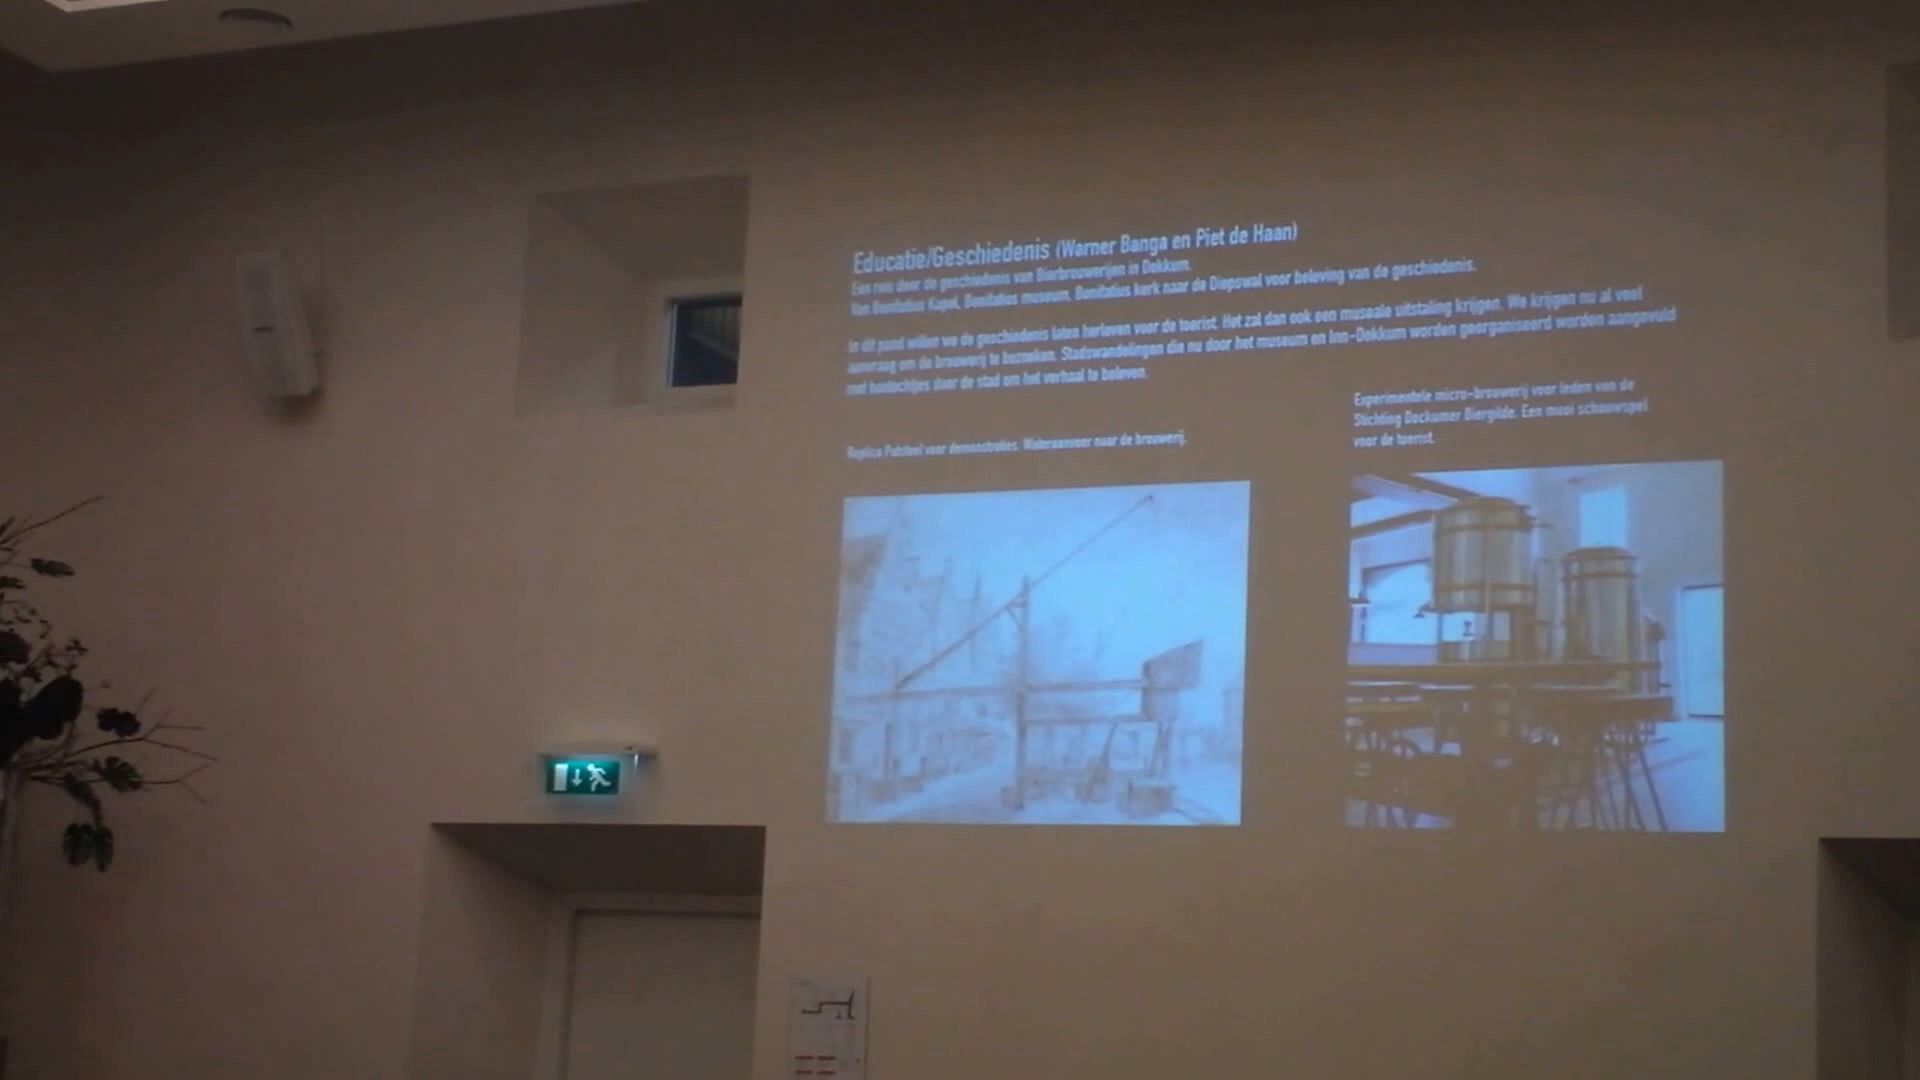 Educatie/Geschiedenis (Warner Banga en Piet de Haan)
Een reis door de geschiedenis van Bierbrouwerijen in Dokkum.
Van Bonifatius Kapel, Bonifatius museum, Bonifatius kerk naar de Diepswal voor beleving van de geschiedenis.
In dit pand willen we de geschiedenis laten herleven voor de toerist. Het zal dan ook een museale uitstaling krijgen. We krijgen nu al veel
aanvraag om de brouwerij te bezoeken. Stadswandelingen die nu door het museum en Inn-Dokkum worden georganiseerd worden aangevuld
met boottochtjes door de stad om het verhaal te beleven.
Replica Putstoel voor demonstraties. Wateraanvoer naar de brouwerij.
Experimentele micro-brouwerij voor leden van de
Stichting Dockumer Biergilde. Een mooi schouwspel
voor de toerist.